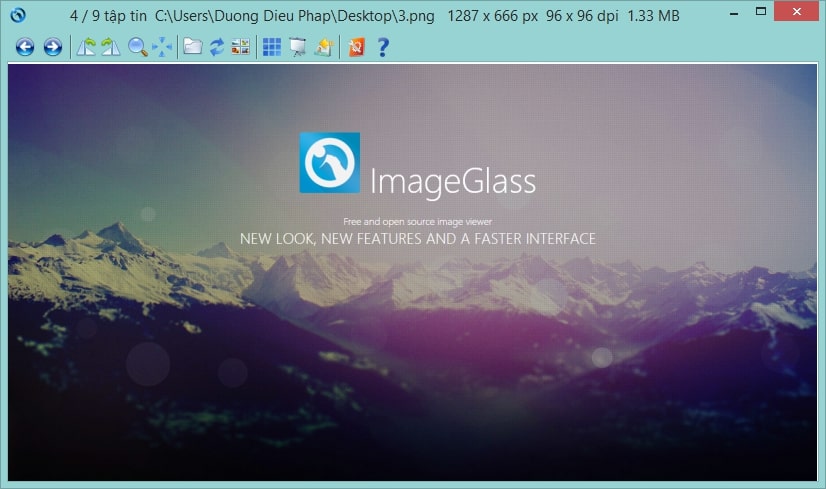 4 / 9 tập tin  C:\Users\Duong Dieu Phap\Desktop\3.png   1287 x 666 px  96 x 96 dpi  1.33 MB
ImageGlass
Free and open source image viewer
NEW LOOK, NEW FEATURES AND A FASTER INTERFACE